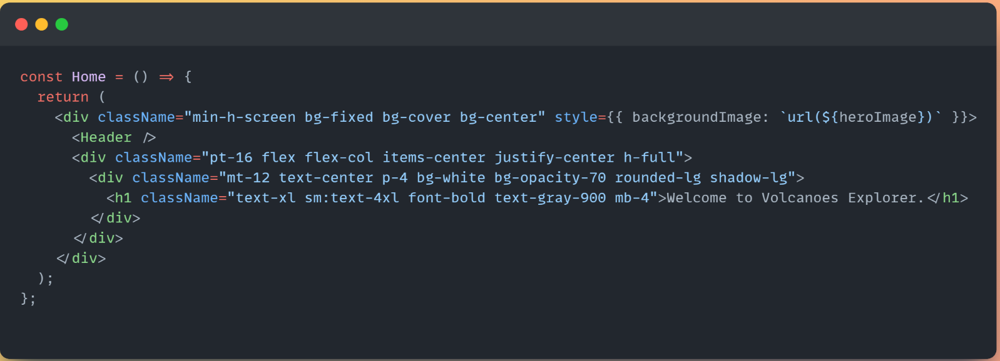 const Home = () => {
  return (
    <div className="min-h-screen bg-fixed bg-cover bg-center" style={{ backgroundImage: `url(${heroImage})` }}>
      <Header />
      <div className="pt-16 flex flex-col items-center justify-center h-full">
        <div className="mt-12 text-center p-4 bg-white bg-opacity-70 rounded-lg shadow-lg">
          <h1 className="text-xl sm:text-4xl font-bold text-gray-900 mb-4">Welcome to Volcanoes Explorer.</h1>
        </div>
      </div>
    </div>
  );
};